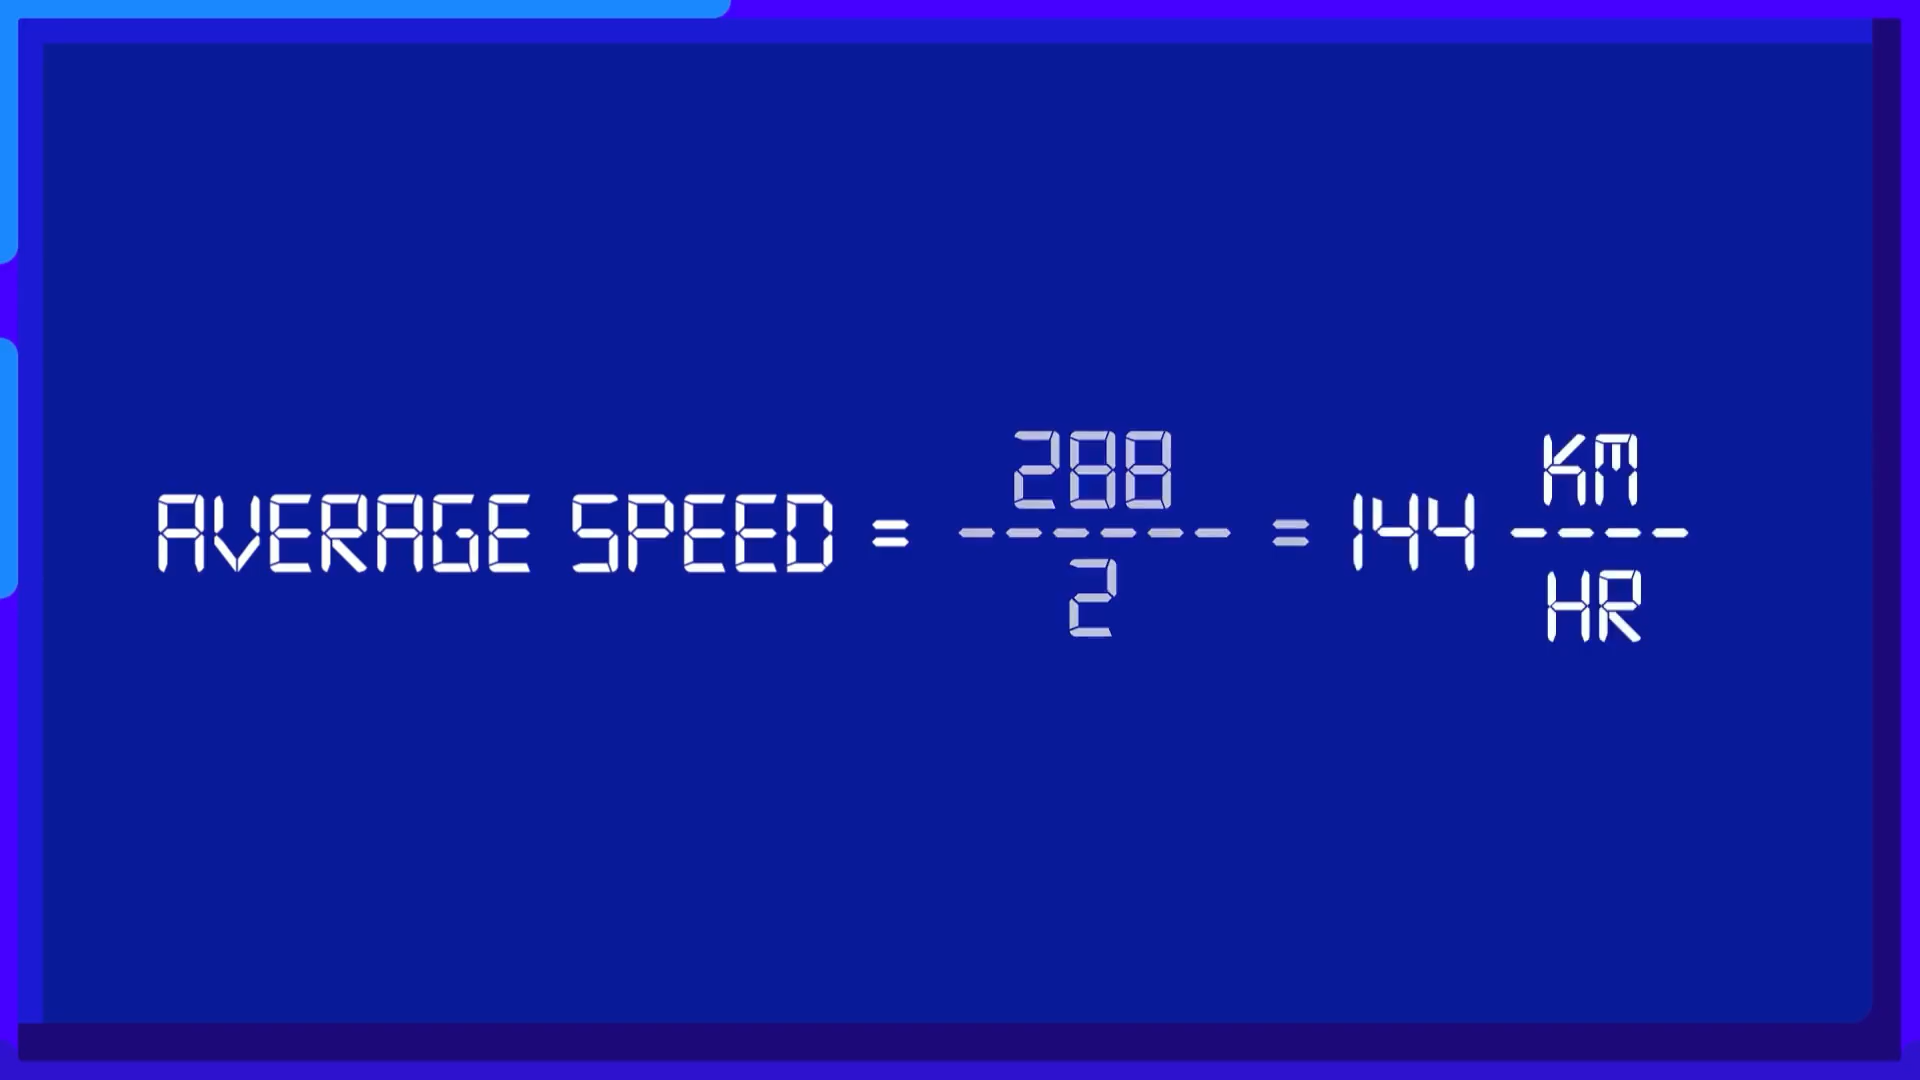 AVERAGE SPEED = 288 / 2 = 144 KM / HR